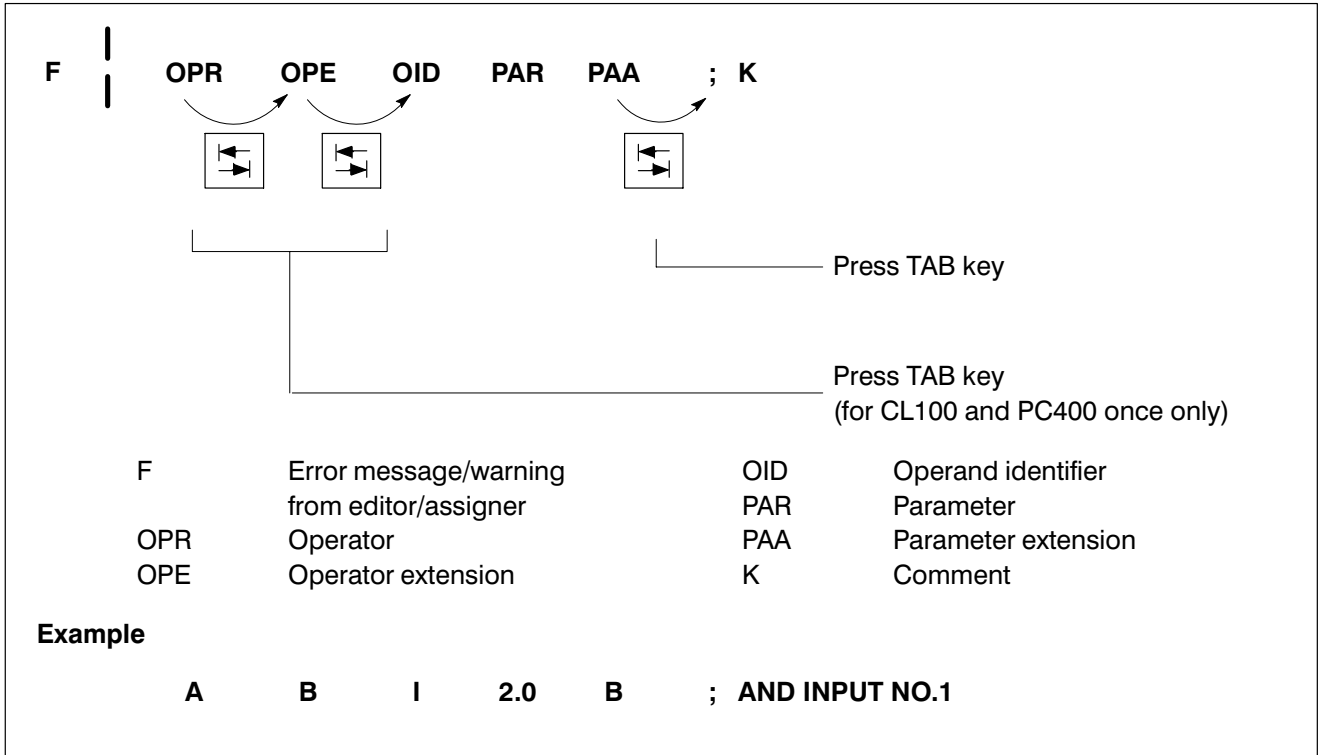 F OPR OPE OID PAR PAA ; K
Press TAB key
Press TAB key
(for CL100 and PC400 once only)
F Error message/warning
from editor/assigner
OPR Operator
OPE Operator extension
OID Operand identifier
PAR Parameter
PAA Parameter extension
K Comment
Example
A B I 2.0 B ; AND INPUT NO.1